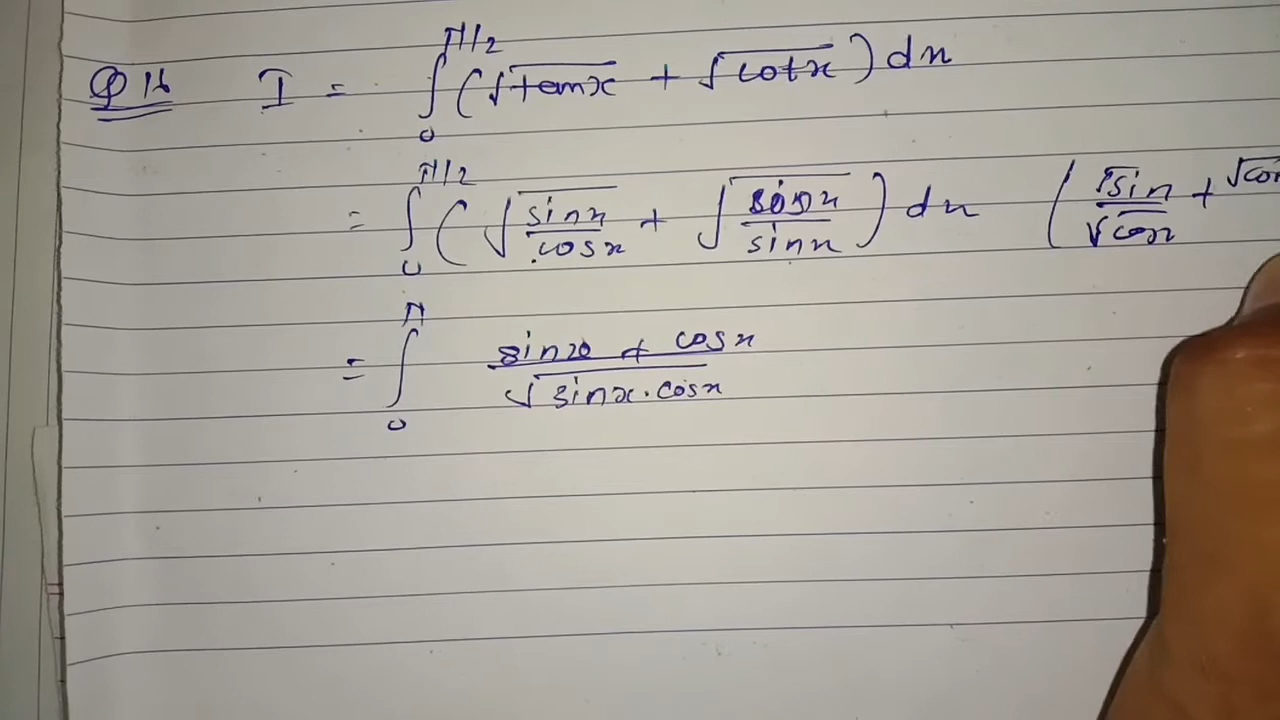 Q 16 I = ∫₀^π/2 (√tanx + √cotx) dx
= ∫₀^π/2 (√(sinx/cosx) + √(cosx/sinx)) dx (√sin/√cosx + √cos
= ∫₀^π (sinx + cosx)/√(sinx.cosx)